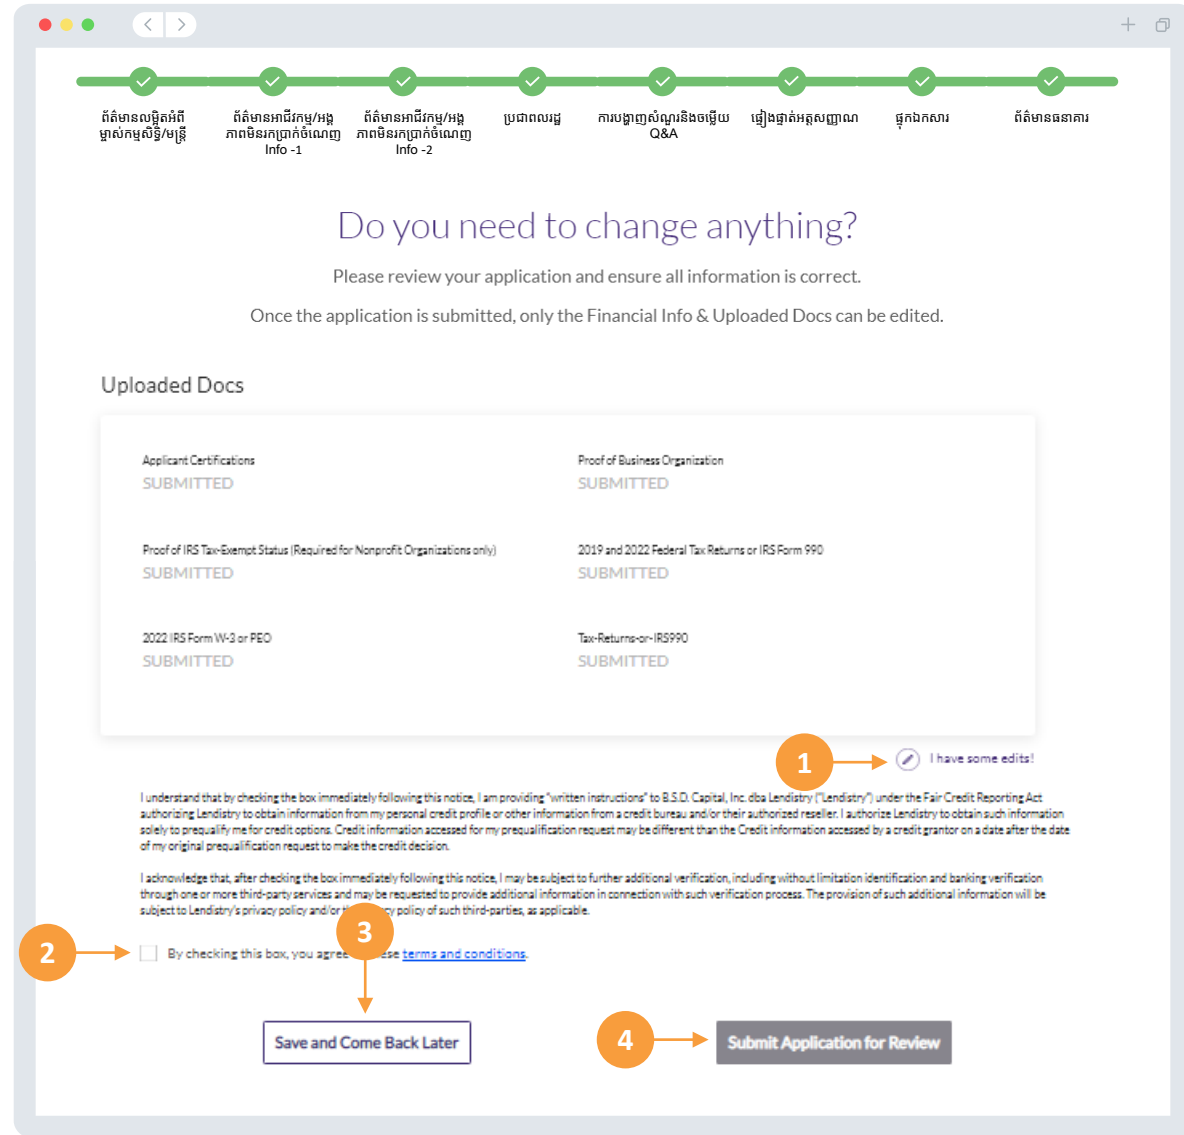 ព័ត៌មានលម្អិតអំពី
ម្ចាស់កម្មសិទ្ធិ/មន្ត្រី
ព័ត៌មានអាជីវកម្ម/អង្គ
ភាពមិនរកប្រាក់ចំណេញ
Info -1
ព័ត៌មានអាជីវកម្ម/អង្គ
ភាពមិនរកប្រាក់ចំណេញ
Info -2
ប្រជាពលរដ្ឋ
ការបង្ហាញសំណួរនិងចម្លើយ
Q&A
ផ្ទៀងផ្ទាត់អត្តសញ្ញាណ
ផ្ទុកឯកសារ
ព័ត៌មានធនាគារ
Do you need to change anything?
Please review your application and ensure all information is correct.
Once the application is submitted, only the Financial Info & Uploaded Docs can be edited.
Uploaded Docs
Applicant Certifications
SUBMITTED
Proof of Business Organization
SUBMITTED
Proof of IRS Tax-Exempt Status (Required for Nonprofit Organizations only)
SUBMITTED
2019 and 2022 Federal Tax Returns or IRS Form 990
SUBMITTED
2022 IRS Form W-3 or PEO
SUBMITTED
Tax-Returns-or-IRS990
SUBMITTED
1
I have some edits!
I understand that by checking the box immediately following this notice, I am providing "written instructions" to B.S.D. Capital, Inc. dba Lendistry ("Lendistry") under the Fair Credit Reporting Act
authorizing Lendistry to obtain information from my personal credit profile or other information from a credit bureau and/or their authorized reseller. I authorize Lendistry to obtain such information
solely to prequalify me for credit options. Credit information accessed for my prequalification request may be different than the Credit information accessed by a credit grantor on a date after the date
of my original prequalification request to make the credit decision.
I acknowledge that, after checking the box immediately following this notice, I may be subject to further additional verification, including without limitation identification and banking verification
through one or more third-party services and may be requested to provide additional information in connection with such verification process. The provision of such additional information will be
subject to Lendistry's privacy policy and/or policy of such third-parties, as applicable.
3
2
By checking this box, you agree terms and conditions.
Save and Come Back Later
4
Submit Application for Review